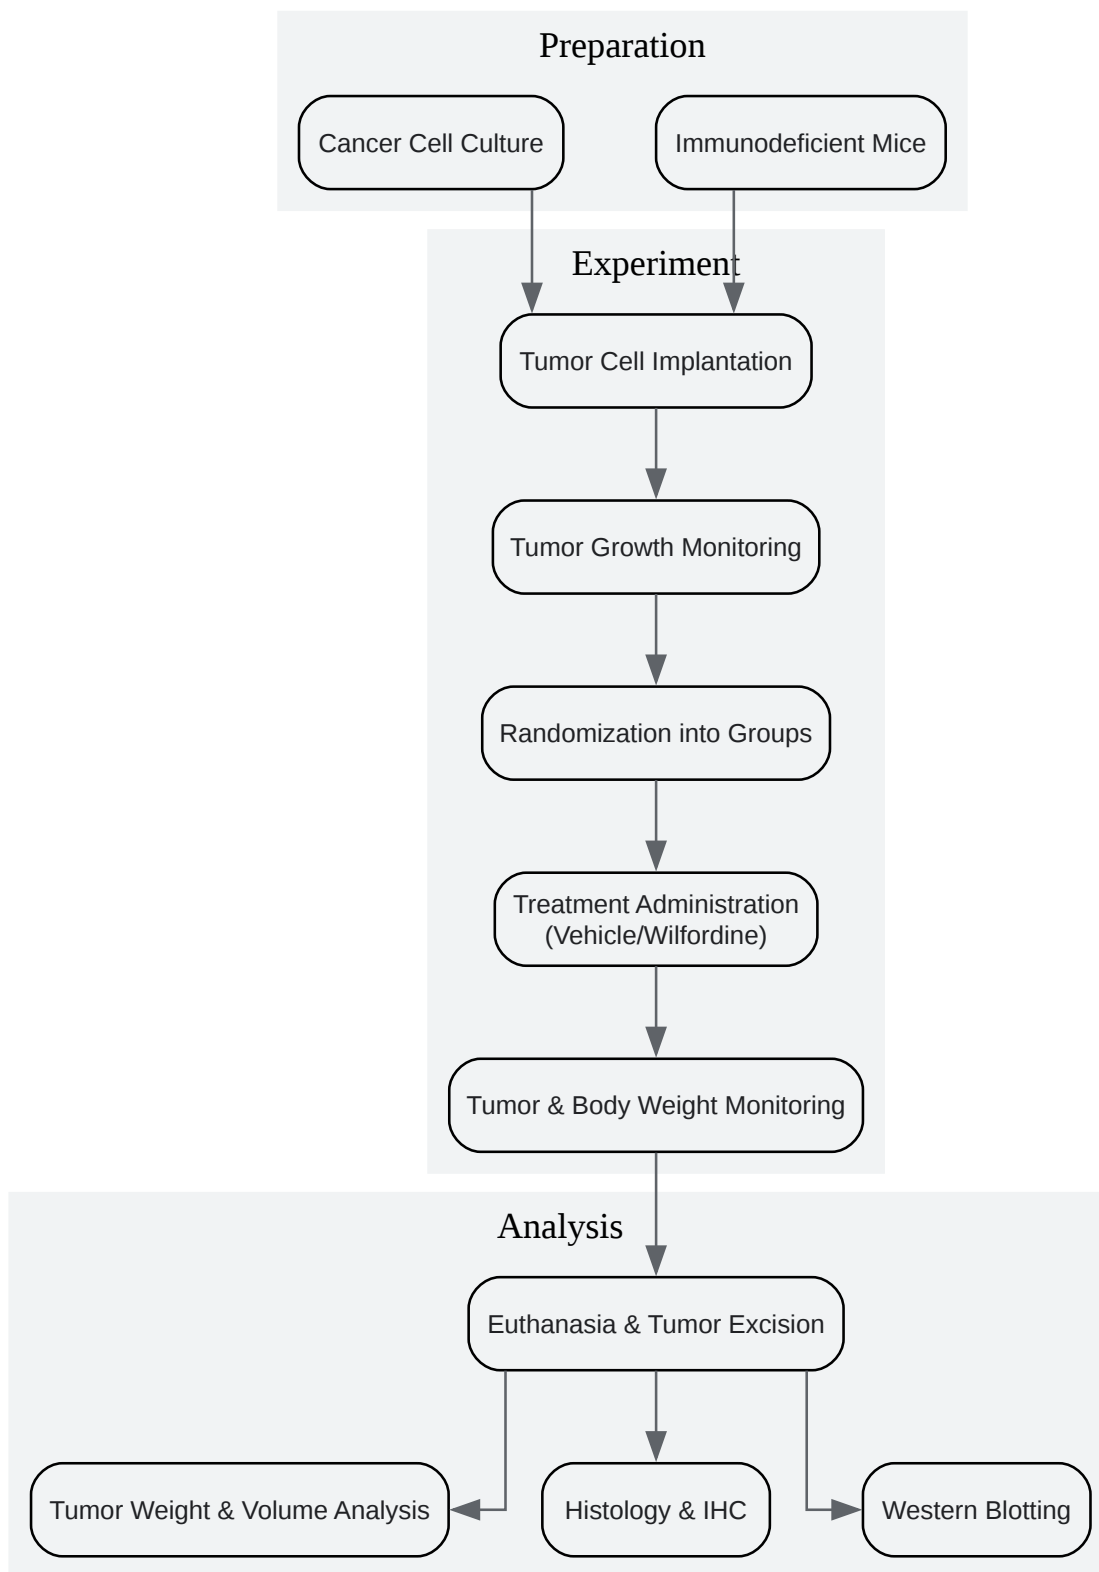 Preparation
Cancer Cell Culture
Immunodeficient Mice
Experiment
Tumor Cell Implantation
Tumor Growth Monitoring
Randomization into Groups
Treatment Administration
(Vehicle/Wilfordine)
Tumor & Body Weight Monitoring
Analysis
Euthanasia & Tumor Excision
Tumor Weight & Volume Analysis
Histology & IHC
Western Blotting